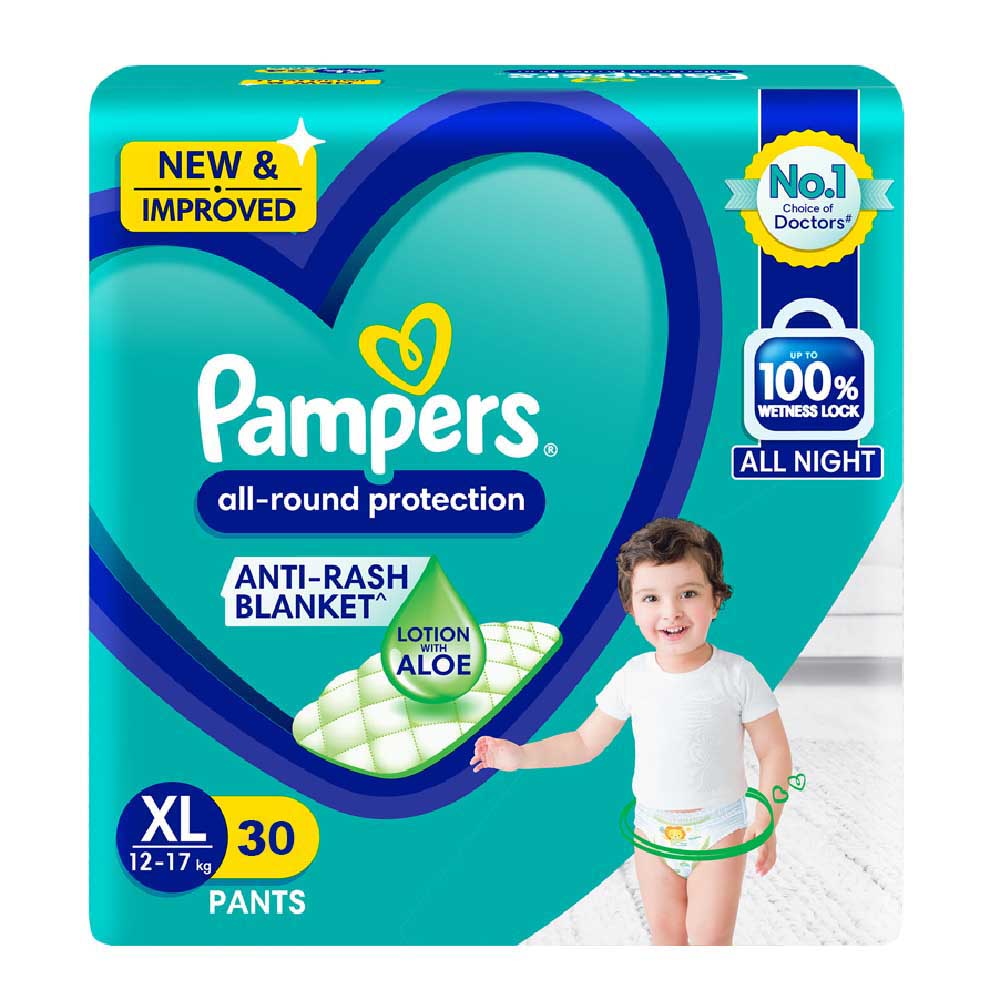 NEW &
IMPROVED
No.1
Choice of
Doctors#
UP TO
100%
WETNESS LOCK
ALL NIGHT
Pampers®
all-round protection
ANTI-RASH
BLANKET^
LOTION
WITH
ALOE
XL
12-17 kg
30
PANTS